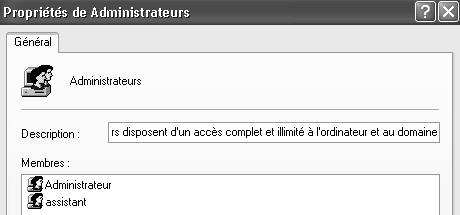 Propriétés de Administrateurs
Général
Administrateurs
Description :
rs disposent d'un accès complet et illimité à l'ordinateur et au domaine
Membres :
Administrateur
assistant